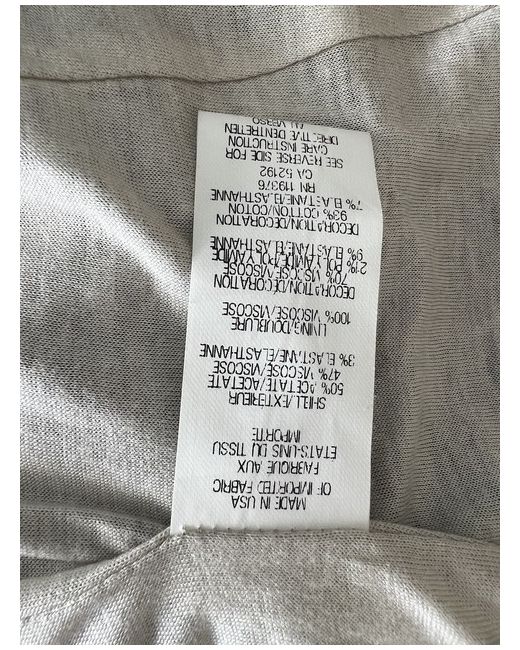 MADE IN USA
OF IMPORTED FABRIC
FABRIQUE AUX
ETATS-UNIS DU TISSU
IMPORTE
SHELL/EXTERIEUR
50% ACETATE/ACETATE
47% VISCOSE/VISCOSE
3% ELASTANE/ELASTHANNE
LINING/DOUBLURE
100% VISCOSE/VISCOSE
DECORATION/DÉCORATION
70% VISCOSE/VISCOSE
21% POLYAMIDE/POLYAMIDE
9% ELASTANE/ELASTHANNE
DECORATION/DÉCORATION
93% COTTON/COTON
7% ELASTANE/ELASTHANNE
RN 119376
CA 52192
SEE REVERSE SIDE FOR
CARE INSTRUCTION
DIRECTIVE D'ENTRETIEN
AU VERSO